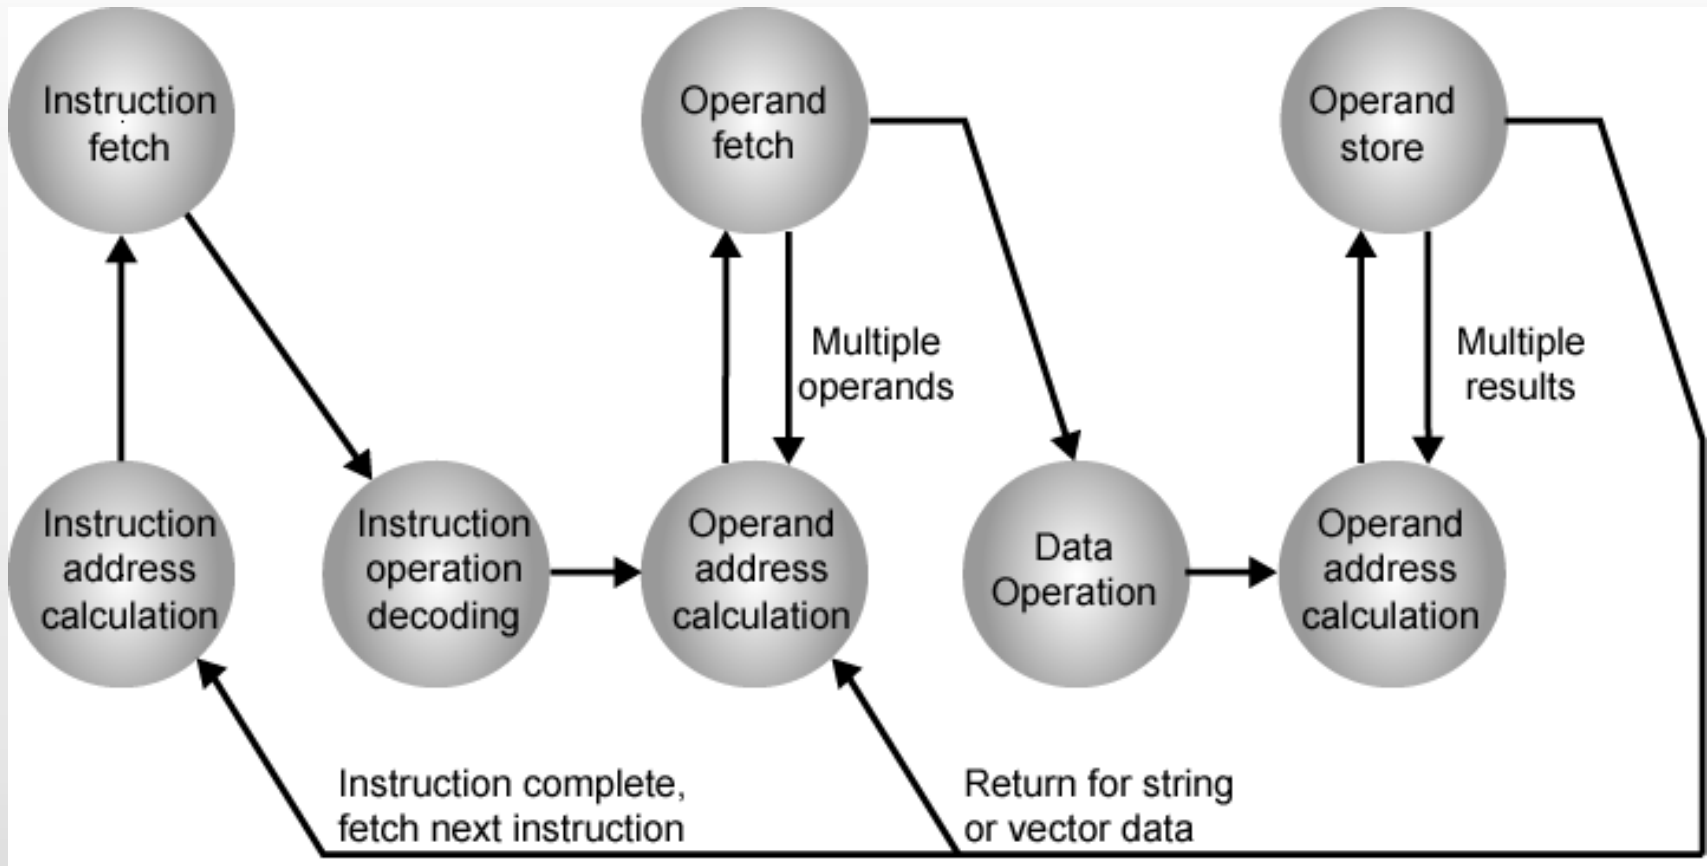 Instruction
fetch
Operand
fetch
Operand
store
Multiple
operands
Multiple
results
Instruction
address
calculation
Instruction
operation
decoding
Operand
address
calculation
Data
Operation
Operand
address
calculation
Instruction complete,
fetch next instruction
Return for string
or vector data